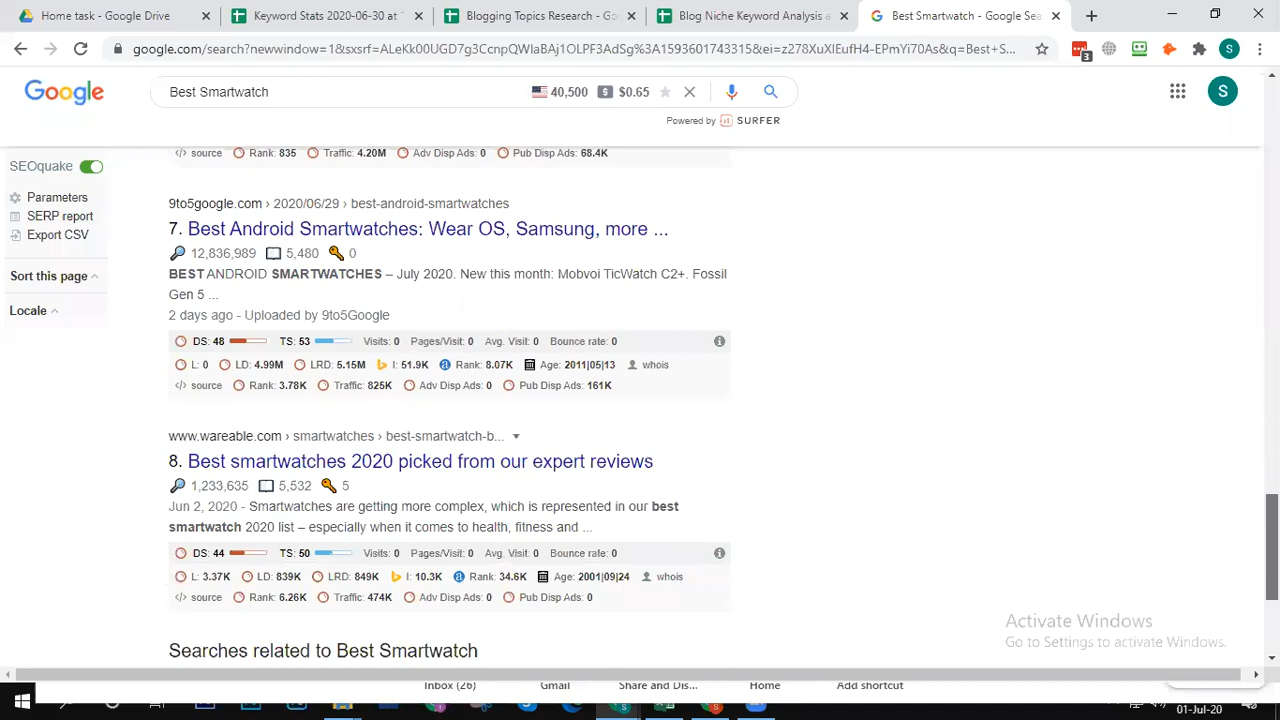 Home task - Google Drive
Keyword Stats 2020-06-30 a
Blogging Topics Research - Go
Blog Niche Keyword Analysis a
Best Smartwatch - Google Sea
google.com/search?newwindow=1&sxsrf=ALeKk00UGD7g3CcnpQWlaBAj1OLPF3AdSg%3A1593601743315&ei=z278XuXlEufH4-EPmYi70As&q=Best+S...
3
S
Google
Best Smartwatch
40,500
$0.65
S
Powered by SURFER
source Rank: 835 Traffic: 4.20M Adv Disp Ads: 0 Pub Disp Ads: 68.4K
SEOquake
Parameters
SERP report
Export CSV
Sort this page
Locale
9to5google.com › 2020/06/29 › best-android-smartwatches
7. Best Android Smartwatches: Wear OS, Samsung, more ...
12,836,989 5,480 0
BEST ANDROID SMARTWATCHES – July 2020. New this month: Mobvoi TicWatch C2+. Fossil
Gen 5 ...
2 days ago - Uploaded by 9to5Google
DS: 48 TS: 53 Visits: 0 Pages/Visit: 0 Avg. Visit: 0 Bounce rate: 0
L: 0 LD: 4.99M LRD: 5.15M I: 51.9K Rank: 8.07K Age: 2011|05|13 whois
source Rank: 3.78K Traffic: 825K Adv Disp Ads: 0 Pub Disp Ads: 161K
www.wareable.com › smartwatches › best-smartwatch-b...
8. Best smartwatches 2020 picked from our expert reviews
1,233,635 5,532 5
Jun 2, 2020 - Smartwatches are getting more complex, which is represented in our best
smartwatch 2020 list – especially when it comes to health, fitness and ...
DS: 44 TS: 50 Visits: 0 Pages/Visit: 0 Avg. Visit: 0 Bounce rate: 0
L: 3.37K LD: 839K LRD: 849K I: 10.3K Rank: 34.6K Age: 2001|09|24 whois
source Rank: 6.26K Traffic: 474K Adv Disp Ads: 0 Pub Disp Ads: 0
Searches related to Best Smartwatch
Activate Windows
Go to Settings to activate Windows.
Inbox (26)
Gmail
Share and Dis...
Home
Add shortcut
01-Jul-20